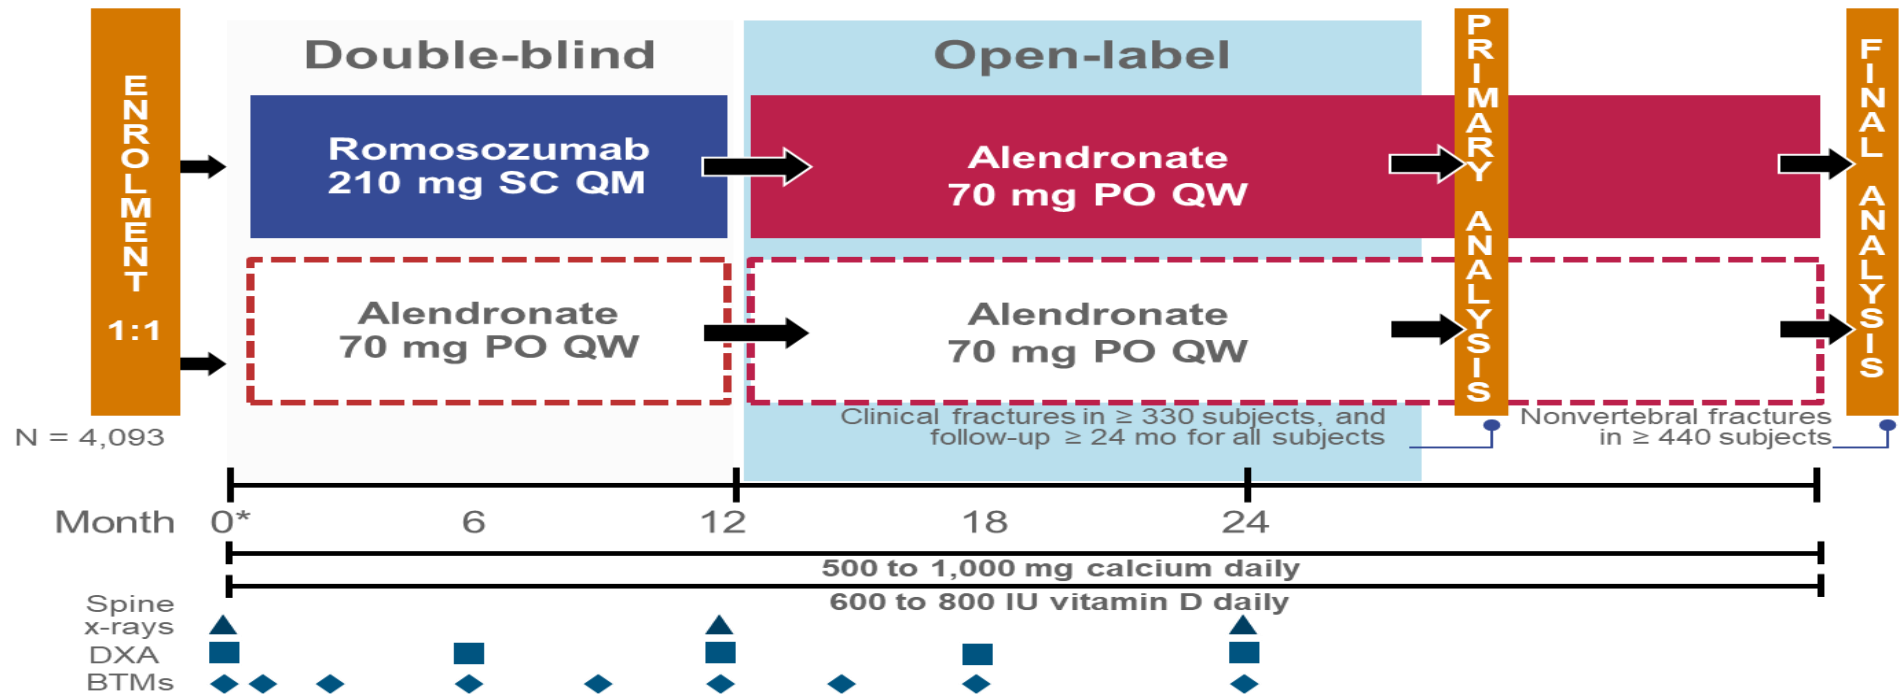 ENROLMENT 1:1
N = 4,093
Double-blind
Open-label
Romosozumab
210 mg SC QM
Alendronate
70 mg PO QW
Alendronate
70 mg PO QW
Alendronate
70 mg PO QW
PRIMARY ANALYSIS
FINAL ANALYSIS
Clinical fractures in ≥ 330 subjects, and
follow-up ≥ 24 mo for all subjects
Nonvertebral fractures
in ≥ 440 subjects
Month 0* 6 12 18 24
500 to 1,000 mg calcium daily
600 to 800 IU vitamin D daily
Spine
x-rays
DXA
BTMs